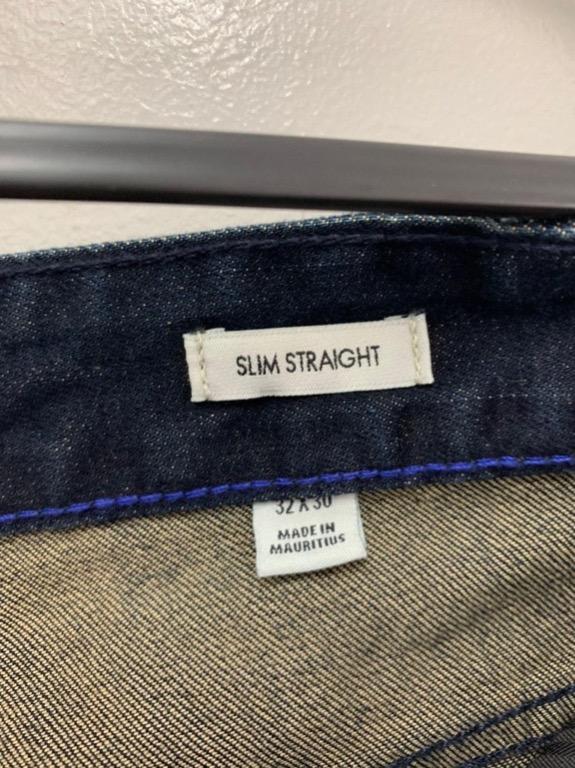 SLIM STRAIGHT
32 X 30
MADE IN
MAURITIUS